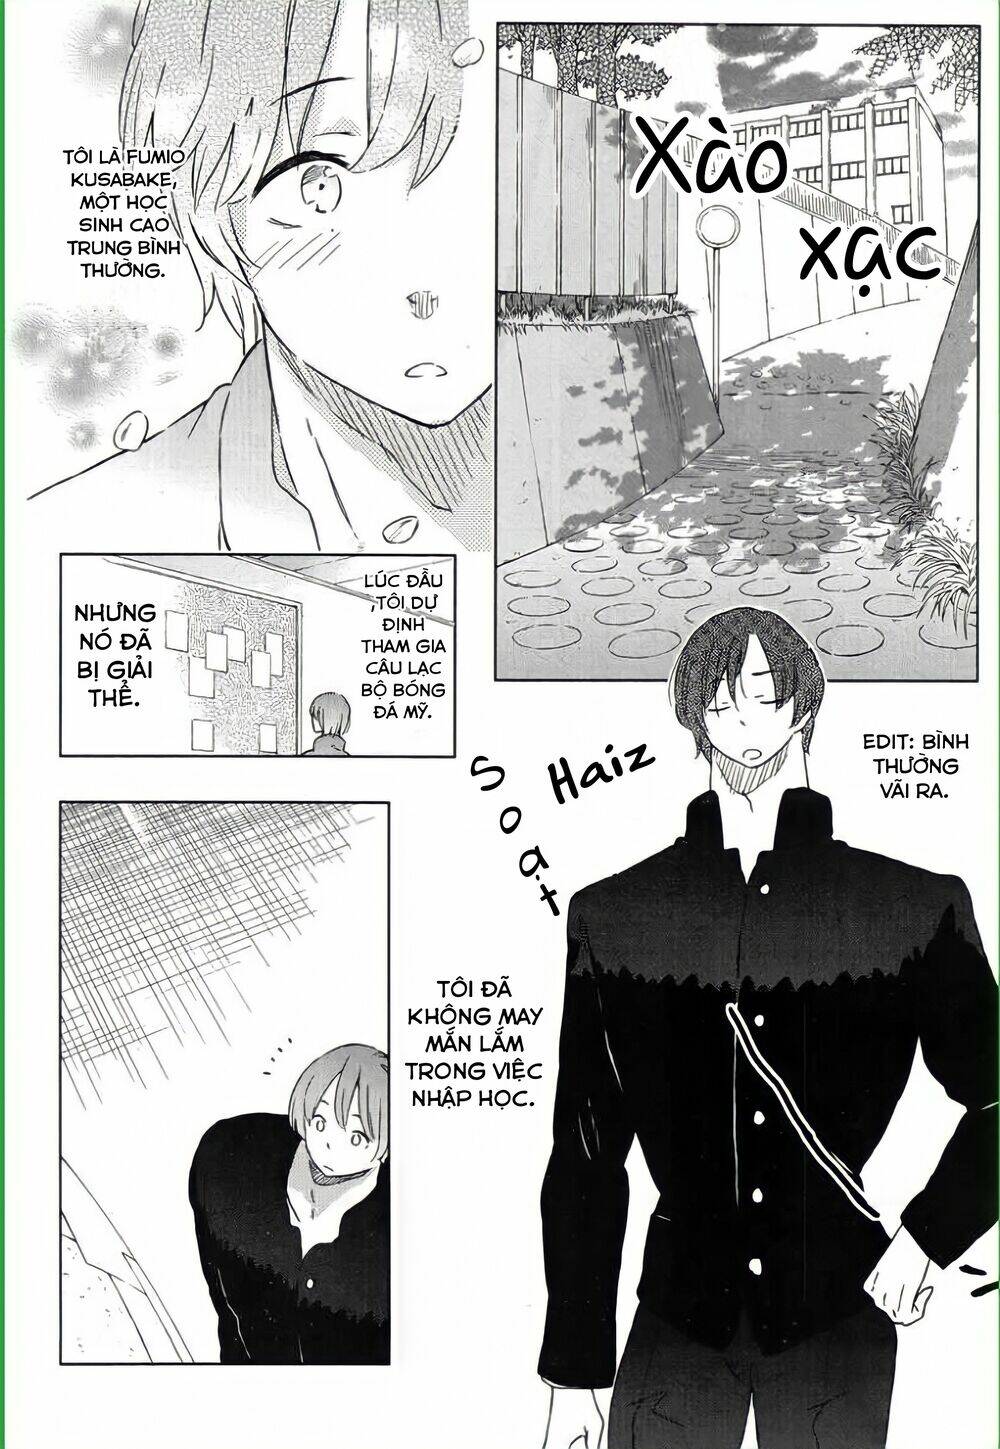 Xào
xạc
TÔI LÀ FUMIO
KUSABAKE,
MỘT HỌC
SINH CAO
TRUNG BÌNH
THƯỜNG.
LÚC ĐẦU
,TÔI DỰ
ĐỊNH
THAM GIA
CÂU LẠC
BỘ BÓNG
ĐÁ MỸ.
NHƯNG
NÓ ĐÃ
BỊ GIẢI
THỂ.
EDIT: BÌNH
THƯỜNG
VÃI RA.
Haiz
Soạt
TÔI ĐÃ
KHÔNG MAY
MẮN LẮM
TRONG VIỆC
NHẬP HỌC.